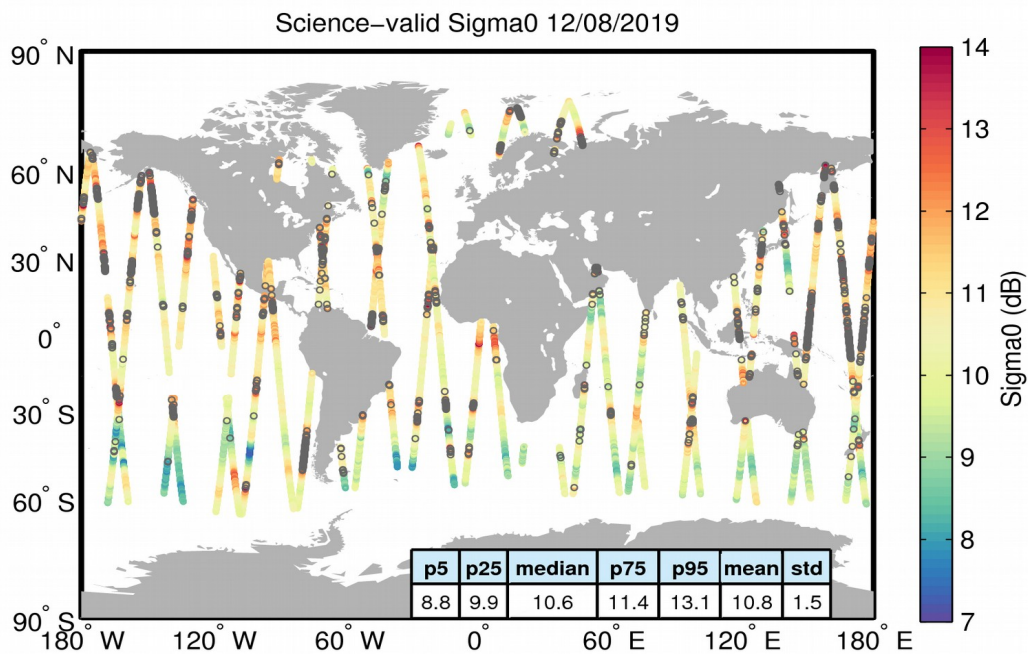 Science−valid Sigma0 12/08/2019
90° N
60° N
30° N
0°
30° S
60° S
90° S
180° W
120° W
60° W
0°
60° E
120° E
180° E
p5 p25 median p75 p95 mean std
8.8 9.9 10.6 11.4 13.1 10.8 1.5
14
13
12
11
10
9
8
7
Sigma0 (dB)